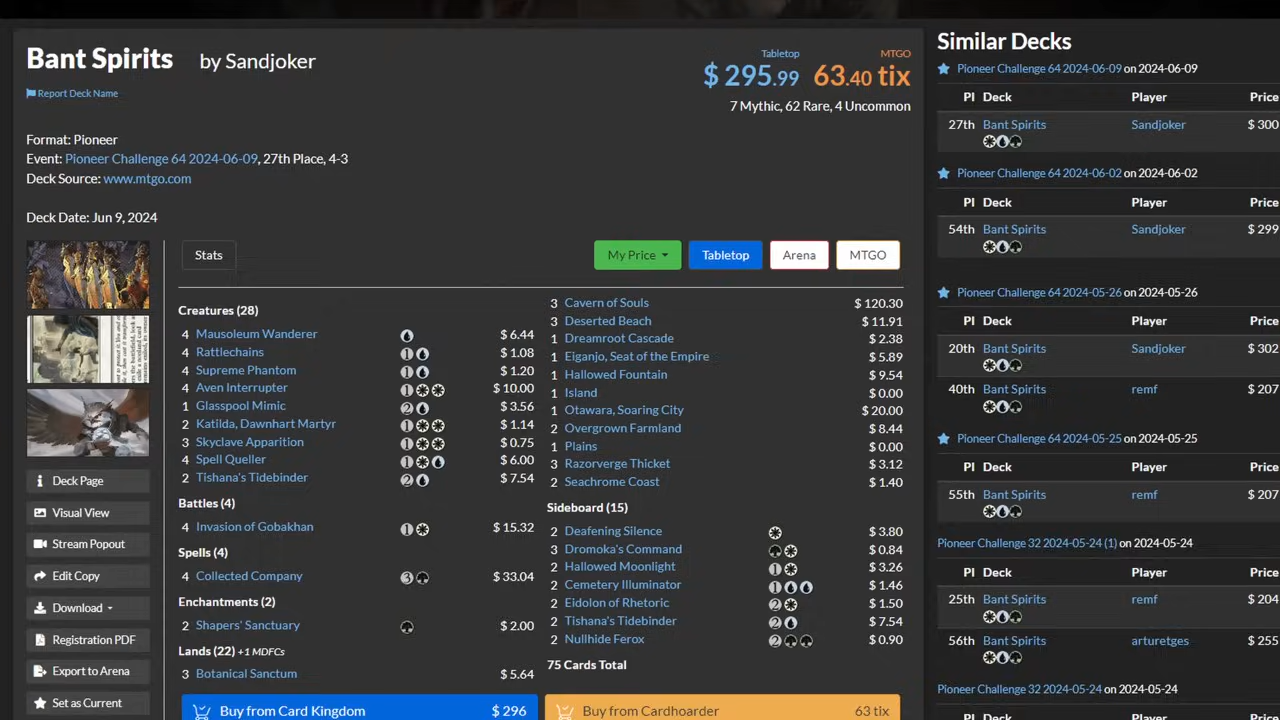 Bant Spirits by Sandjoker
Report Deck Name
Tabletop
$ 295.99
MTGO
63.40 tix
7 Mythic, 62 Rare, 4 Uncommon
Format: Pioneer
Event: Pioneer Challenge 64 2024-06-09, 27th Place, 4-3
Deck Source: www.mtgo.com
Deck Date: Jun 9, 2024
Deck Page
Visual View
Stream Popout
Edit Copy
Download
Registration PDF
Export to Arena
Set as Current
Stats
My Price
Tabletop
Arena
MTGO
Creatures (28)
4 Mausoleum Wanderer $ 6.44
4 Rattlechains 1 $ 1.08
4 Supreme Phantom 1 $ 1.20
4 Aven Interrupter 1 $ 10.00
1 Glasspool Mimic 2 $ 3.56
2 Katilda, Dawnhart Martyr 1 $ 1.14
3 Skyclave Apparition 1 $ 0.75
4 Spell Queller 1 $ 6.00
2 Tishana's Tidebinder 2 $ 7.54
Battles (4)
4 Invasion of Gobakhan 1 $ 15.32
Spells (4)
4 Collected Company 3 $ 33.04
Enchantments (2)
2 Shapers' Sanctuary $ 2.00
Lands (22) +1 MDFCs
3 Botanical Sanctum $ 5.64
3 Cavern of Souls $ 120.30
3 Deserted Beach $ 11.91
1 Dreamroot Cascade $ 2.38
1 Eiganjo, Seat of the Empire $ 5.89
1 Hallowed Fountain $ 9.54
1 Island $ 0.00
1 Otawara, Soaring City $ 20.00
2 Overgrown Farmland $ 8.44
1 Plains $ 0.00
3 Razorverge Thicket $ 3.12
2 Seachrome Coast $ 1.40
Sideboard (15)
2 Deafening Silence $ 3.80
3 Dromoka's Command $ 0.84
2 Hallowed Moonlight 1 $ 3.26
2 Cemetery Illuminator 1 $ 1.46
2 Eidolon of Rhetoric 2 $ 1.50
2 Tishana's Tidebinder 2 $ 7.54
2 Nullhide Ferox 2 $ 0.90
75 Cards Total
Buy from Card Kingdom $ 296
Buy from Cardhoarder 63 tix
Similar Decks
Pioneer Challenge 64 2024-06-09 on 2024-06-09
Pl Deck Player Price
27th Bant Spirits Sandjoker $ 300
Pioneer Challenge 64 2024-06-02 on 2024-06-02
Pl Deck Player Price
54th Bant Spirits Sandjoker $ 299
Pioneer Challenge 64 2024-05-26 on 2024-05-26
Pl Deck Player Price
20th Bant Spirits Sandjoker $ 302
40th Bant Spirits remf $ 207
Pioneer Challenge 64 2024-05-25 on 2024-05-25
Pl Deck Player Price
55th Bant Spirits remf $ 207
Pioneer Challenge 32 2024-05-24 (1) on 2024-05-24
Pl Deck Player Price
25th Bant Spirits remf $ 204
56th Bant Spirits arturetges $ 255
Pioneer Challenge 32 2024-05-24 on 2024-05-24